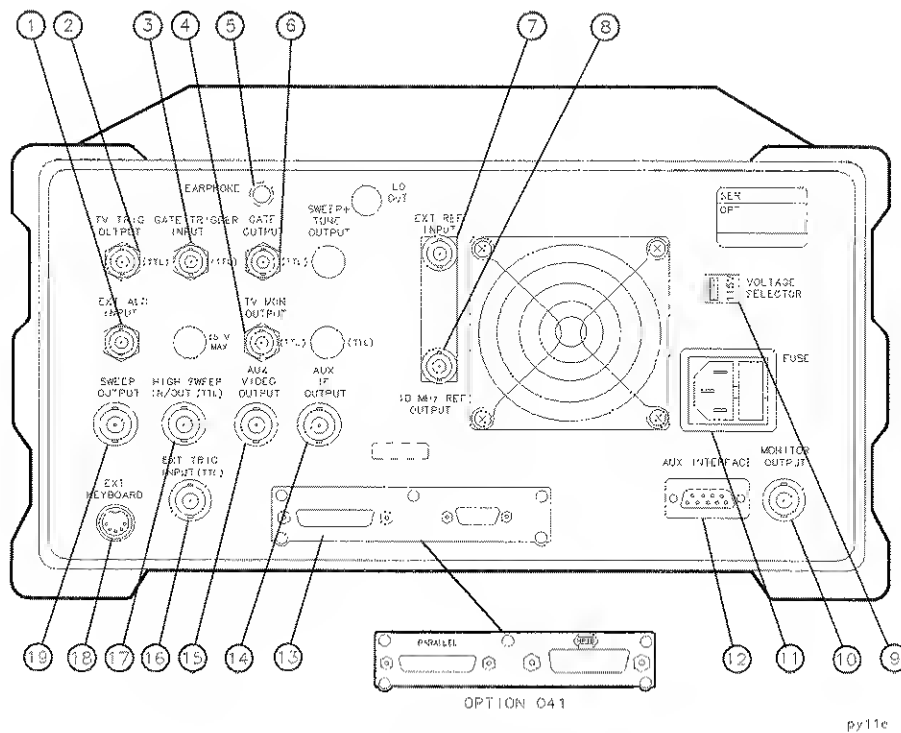 1 2 3 4 5 6 7 8
EARPHONE
LO
OUT
TV TRIG
OUTPUT
(TTL)
GATE TRIGGER
INPUT
(TTL)
GATE
OUTPUT
(TTL)
SWEEP+
TUNE
OUTPUT
EXT REF
INPUT
SER
OPT
115V
VOLTAGE
SELECTOR
EXT ALC
INPUT
15 V
MAX
TV MON
OUTPUT
(TTL)
(TTL)
FUSE
SWEEP
OUTPUT
HIGH SWEEP
IN/OUT (TTL)
AUX
VIDEO
OUTPUT
AUX
IF
OUTPUT
10 MHz REF
OUTPUT
EXT
KEYBOARD
EXT TRIG
INPUT (TTL)
AUX INTERFACE
MONITOR
OUTPUT
19 18 17 16 15 14 13 12 11 10 9
PARALLEL
OPTION 041
py11e